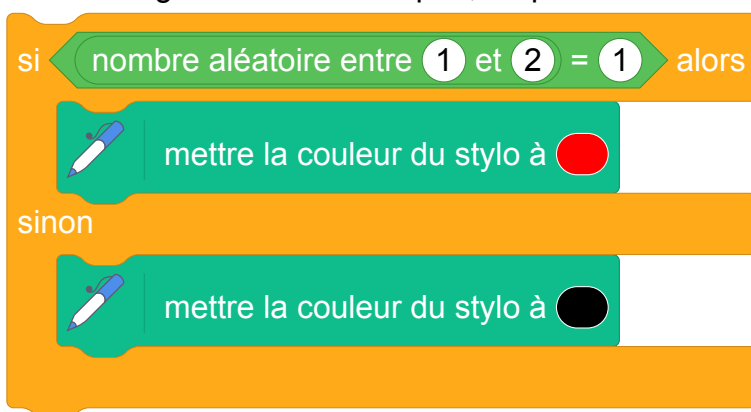 si nombre aléatoire entre 1 et 2 = 1 alors
mettre la couleur du stylo à
sinon
mettre la couleur du stylo à